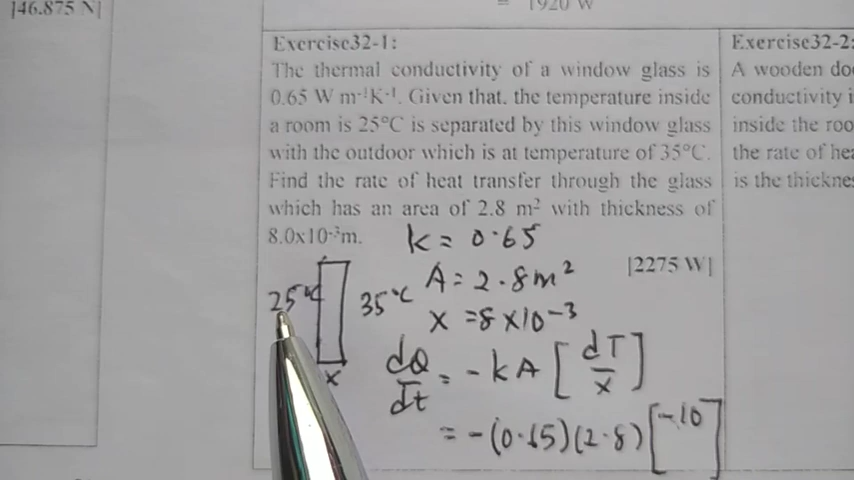 [46.875 N]
= 1920 W
Exercise32-1:
The thermal conductivity of a window glass is
0.65 W m⁻¹K⁻¹. Given that, the temperature inside
a room is 25°C is separated by this window glass
with the outdoor which is at temperature of 35°C.
Find the rate of heat transfer through the glass
which has an area of 2.8 m² with thickness of
8.0x10⁻³m.
[2275 W]
k = 0.65
A = 2.8m²
x = 8×10⁻³
25°C 35°C
x
dQ/dt = -kA [dT/x]
= -(0.65)(2.8)[-10]
Exercise32-2:
A wooden do
conductivity i
inside the roo
the rate of hea
is the thickne